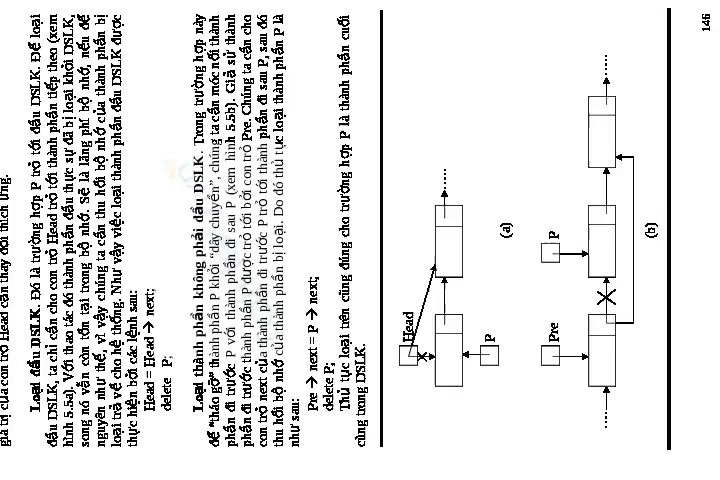 giá trị của con trỏ Head cần thay đổi thích ứng.
Loại đầu DSLK. Đó là trường hợp P trỏ tới đầu DSLK. Để loại
đầu DSLK, ta chỉ cần cho con trỏ Head trỏ tới thành phần tiếp theo (xem
hình 5.5a). Với thao tác đó thành phần đầu thực sự đã bị loại khỏi DSLK,
song nó vẫn còn tồn tại trong bộ nhớ. Sẽ là lãng phí bộ nhớ, nếu để
nguyên như thế, vì vậy chúng ta cần thu hồi bộ nhớ của thành phần bị
loại trả về cho hệ thống. Như vậy việc loại thành phần đầu DSLK được
thực hiện bởi các lệnh sau:
Head = Head → next;
delete P;
Loại thành phần không phải đầu DSLK. Trong trường hợp này
để "tháo gỡ" thành phần P khỏi "dây chuyền", chúng ta cần móc nối thành
phần đi trước P với thành phần đi sau P (xem hình 5.5b). Giả sử thành
phần đi trước thành phần P được trỏ tới bởi con trỏ Pre. Chúng ta cần cho
con trỏ next của thành phần đi trước P trỏ tới thành phần đi sau P, sau đó
thu hồi bộ nhớ của thành phần bị loại. Do đó thủ tục loại thành phần P là
như sau:
Pre → next = P → next;
delete P;
Thủ tục loại trên cũng đúng cho trường hợp P là thành phần cuối
cùng trong DSLK.
Head
P
.....
(a)
Pre
P
.....
.....
(b)
146